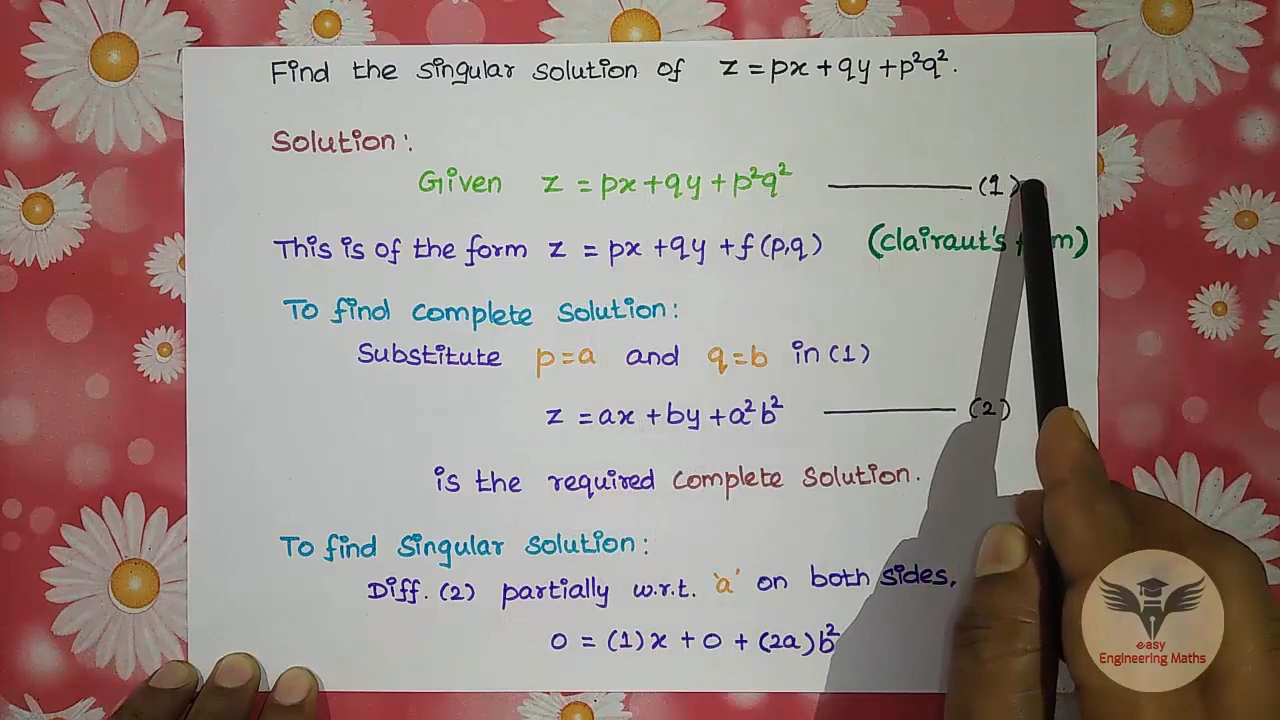 Find the singular solution of z = px + qy + p²q².
Solution:
Given z = px + qy + p²q² ——— (1)
This is of the form z = px + qy + f(p,q) (clairaut's
To find complete solution:
Substitute p=a and q=b in (1)
z = ax + by + a²b² ——— (2)
is the required complete solution.
To find singular solution:
Diff. (2) partially w.r.t. 'a' on both sides,
0 = (1)x + 0 + (2a)b²
easy
Engineering Maths